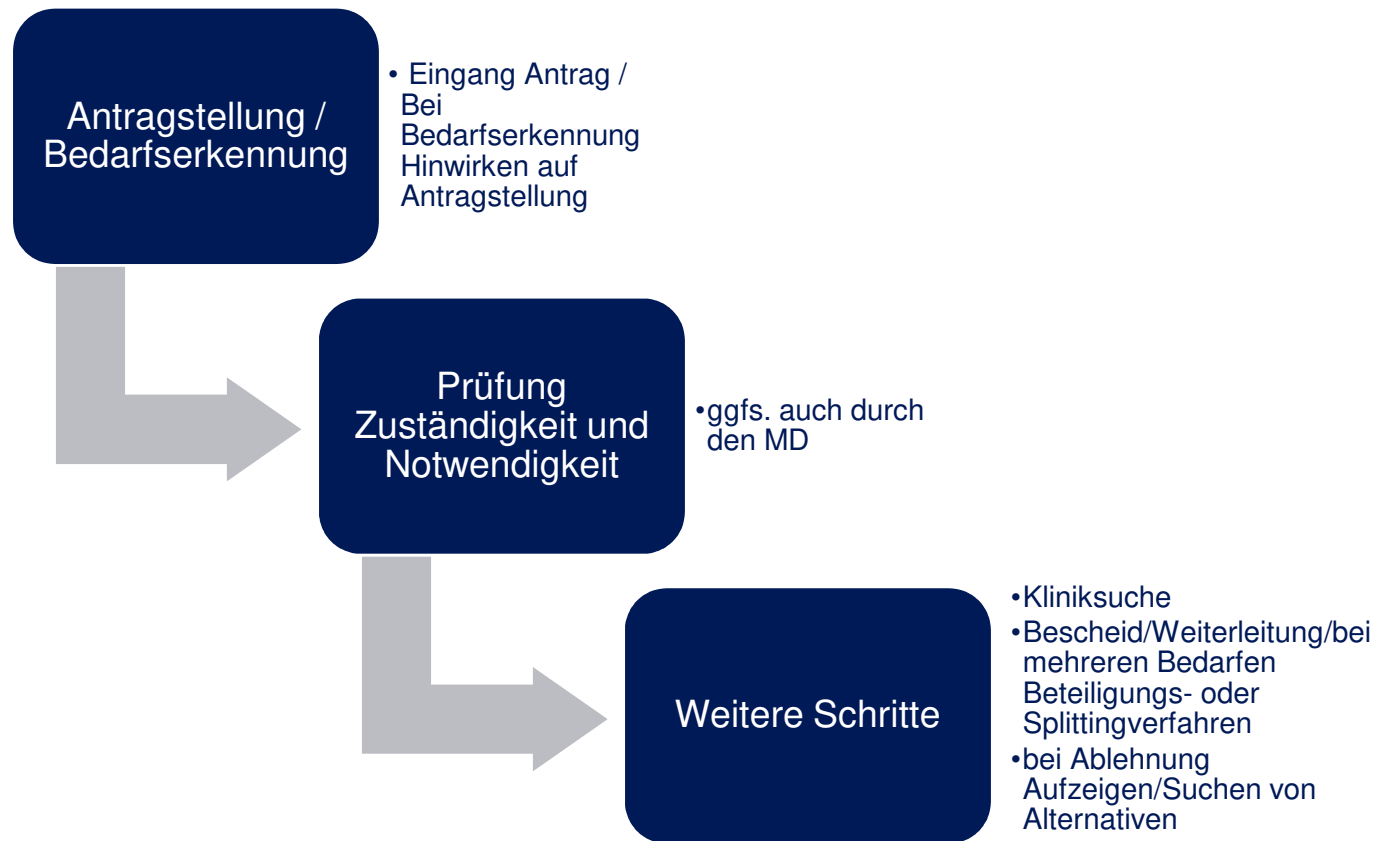 Antragstellung /
Bedarfserkennung
• Eingang Antrag /
Bei
Bedarfserkennung
Hinwirken auf
Antragstellung
Prüfung
Zuständigkeit und
Notwendigkeit
•ggfs. auch durch
den MD
Weitere Schritte
•Kliniksuche
•Bescheid/Weiterleitung/bei
mehreren Bedarfen
Beteiligungs- oder
Splittingverfahren
•bei Ablehnung
Aufzeigen/Suchen von
Alternativen